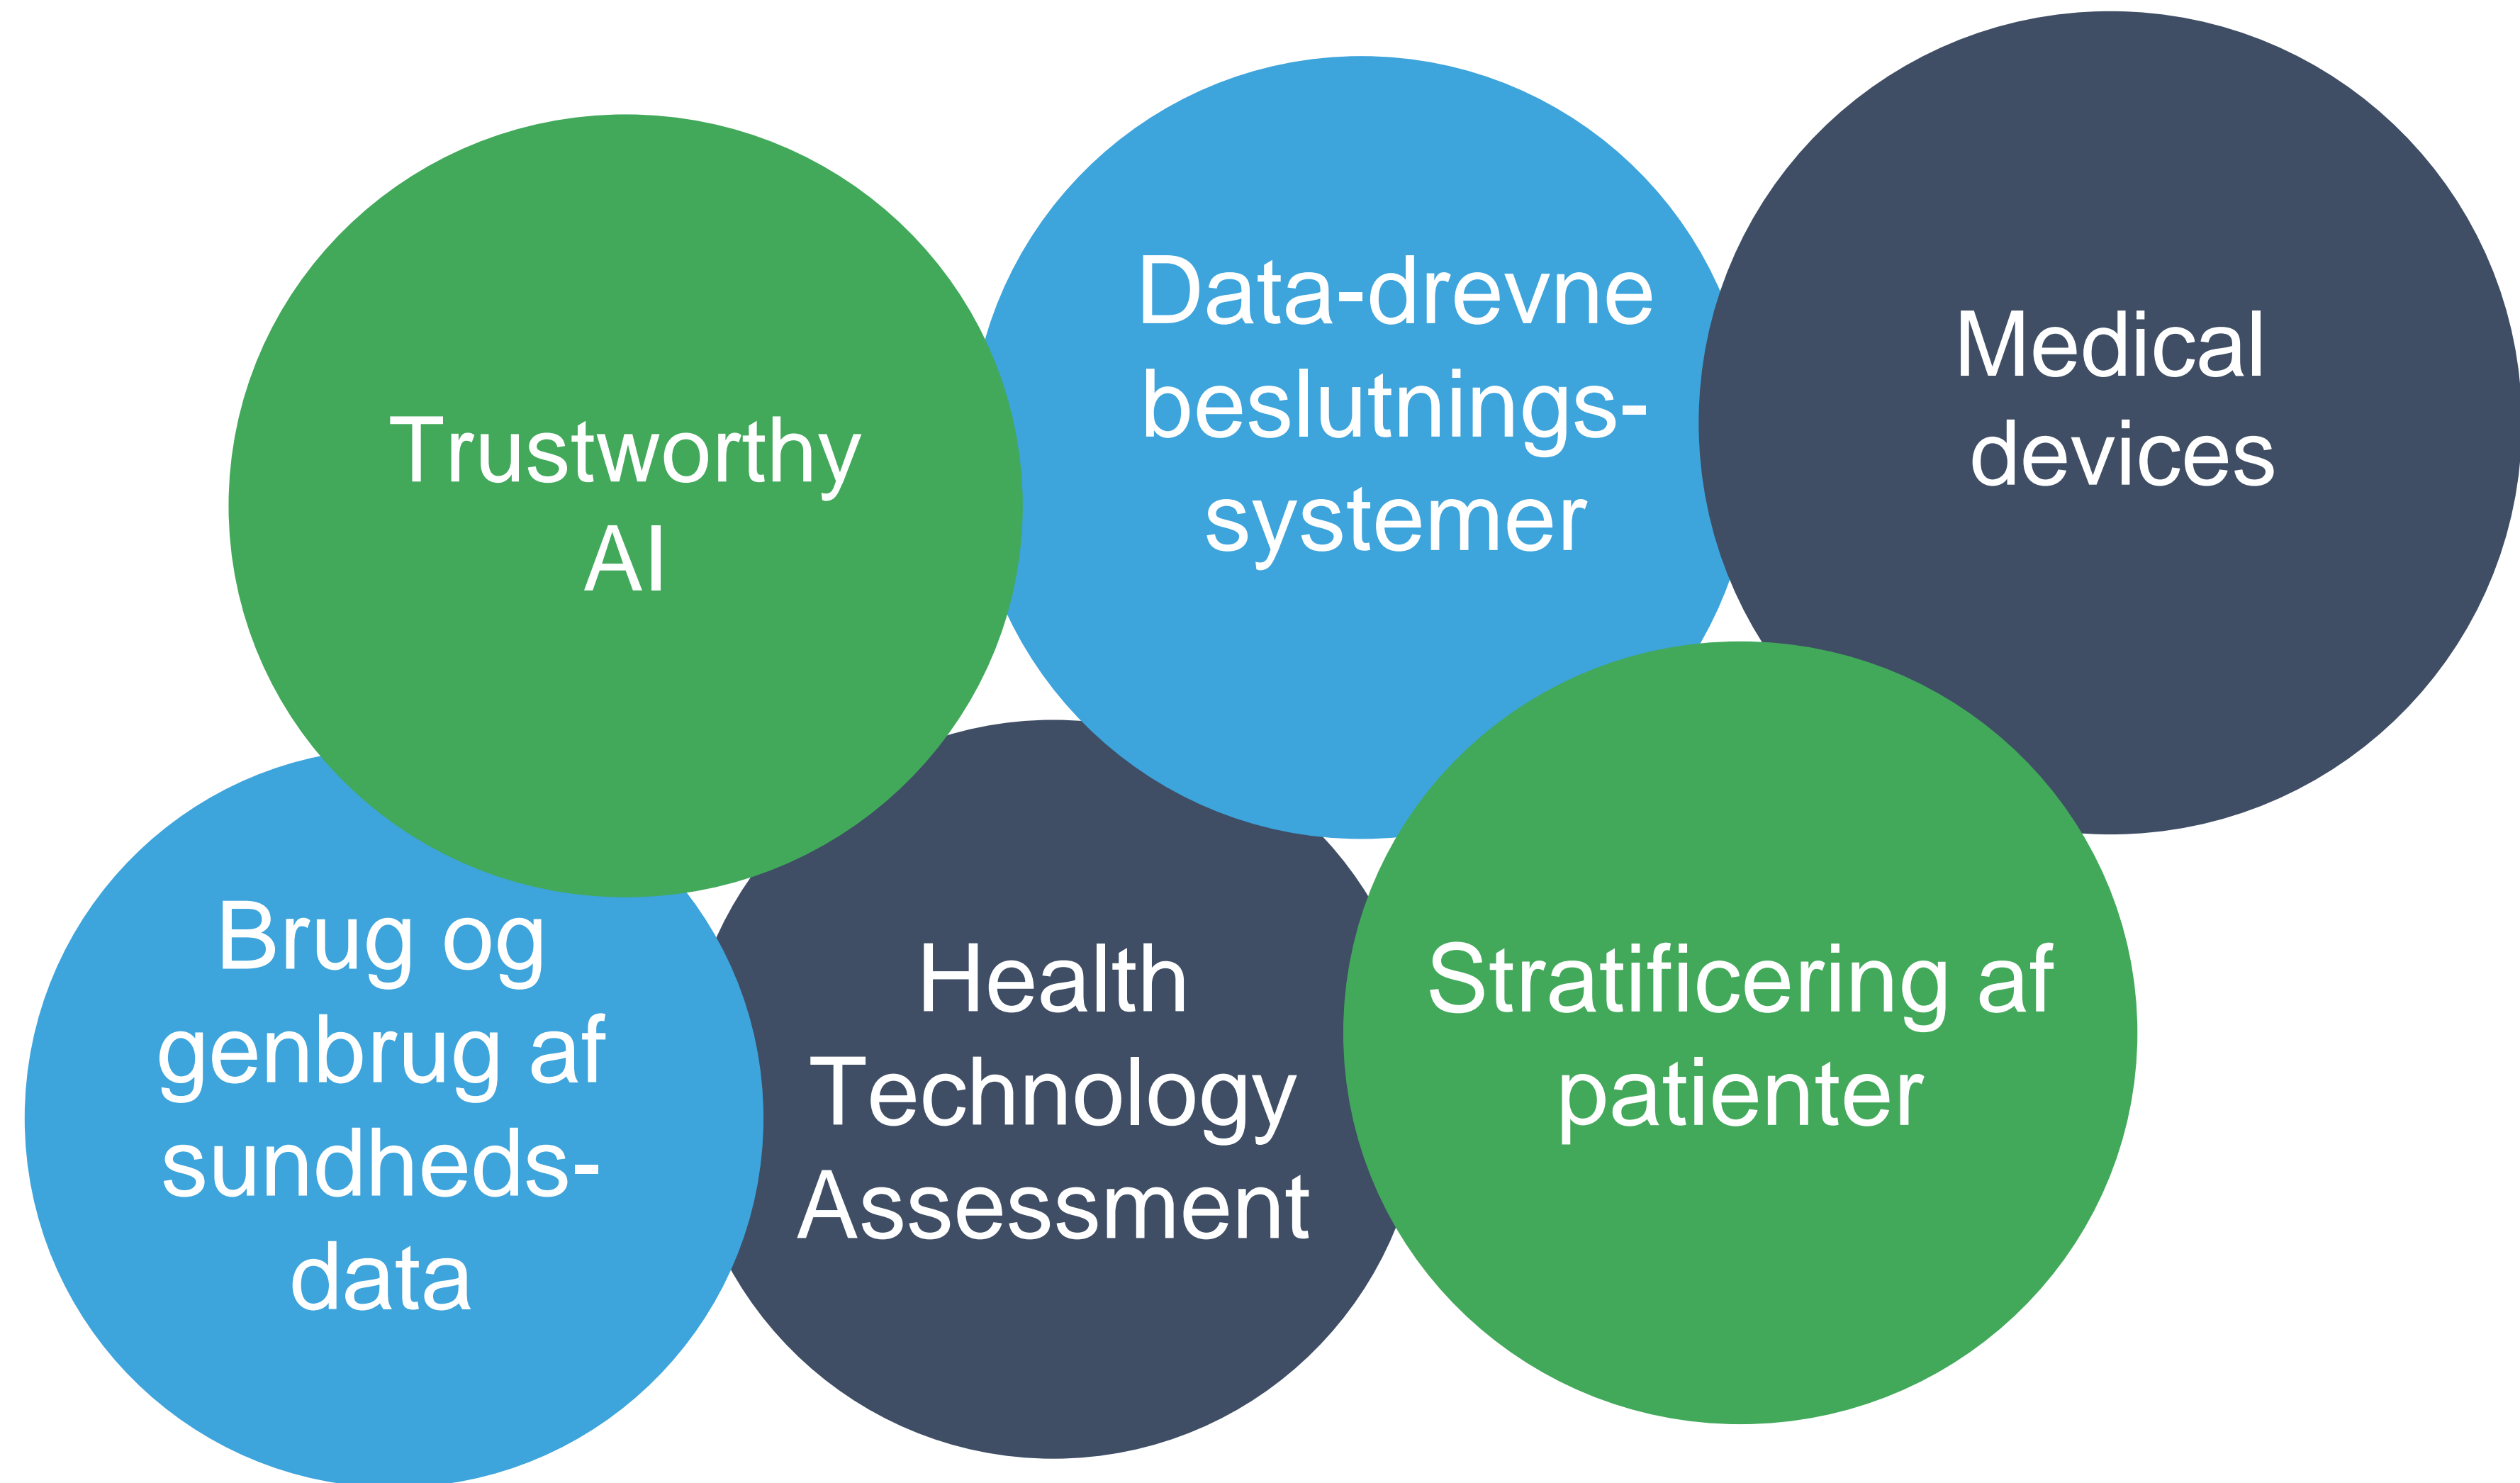 Trustworthy
AI
Data-drevne
beslutnings-
systemer
Medical
devices
Brug og
genbrug af
sundheds-
data
Health
Technology
Assessment
Stratificering af
patienter